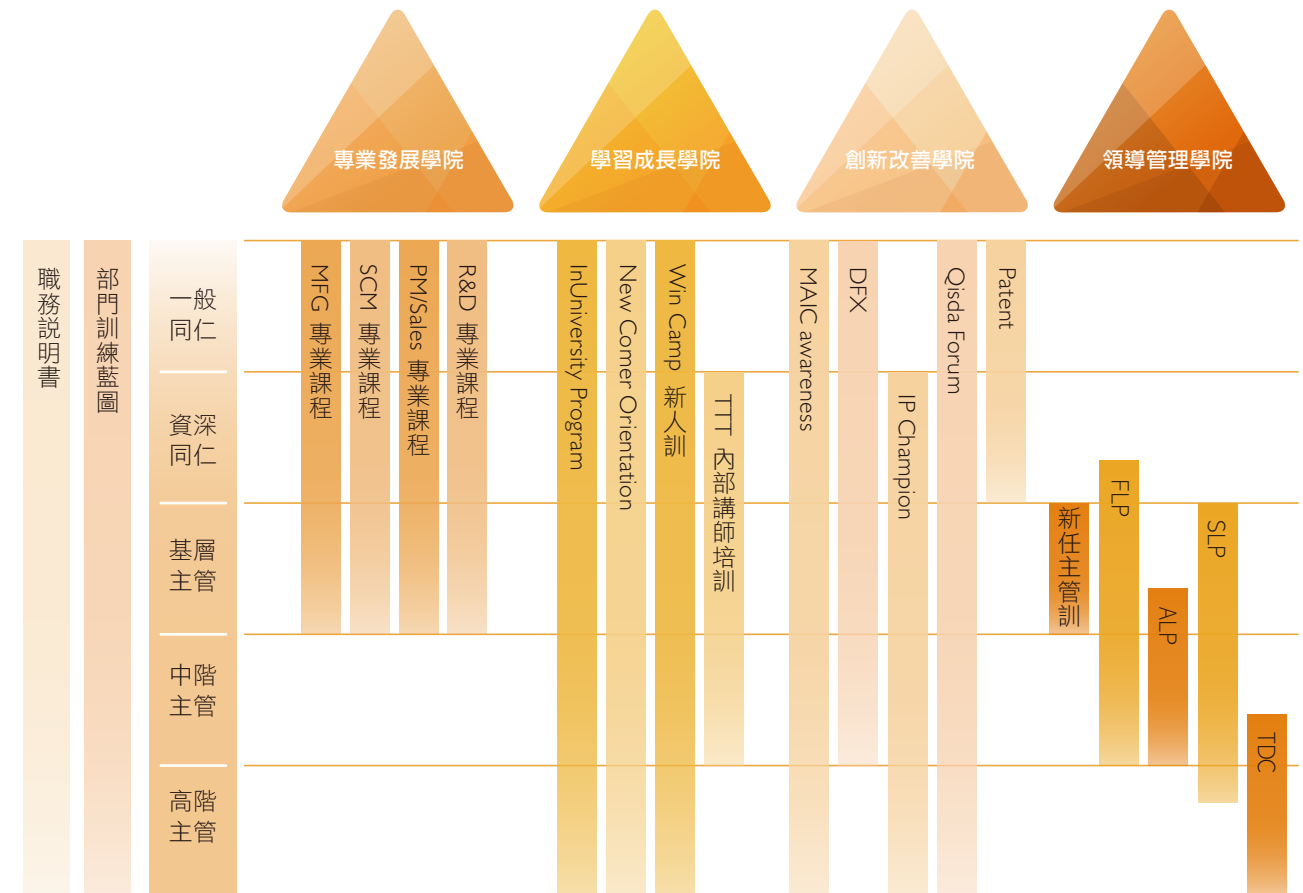 專業發展學院
學習成長學院
創新改善學院
領導管理學院
職務說明書
部門訓練藍圖
一般
同仁
資深
同仁
基層
主管
中階
主管
高階
主管
MFG 專業課程
SCM 專業課程
PM/Sales 專業課程
R&D 專業課程
InUniversity Program
New Comer Orientation
Win Camp 新人訓
TTT 內部講師培訓
MAIC awareness
DFX
IP Champion
Qisda Forum
Patent
新任主管訓
FLP
ALP
SLP
TDC